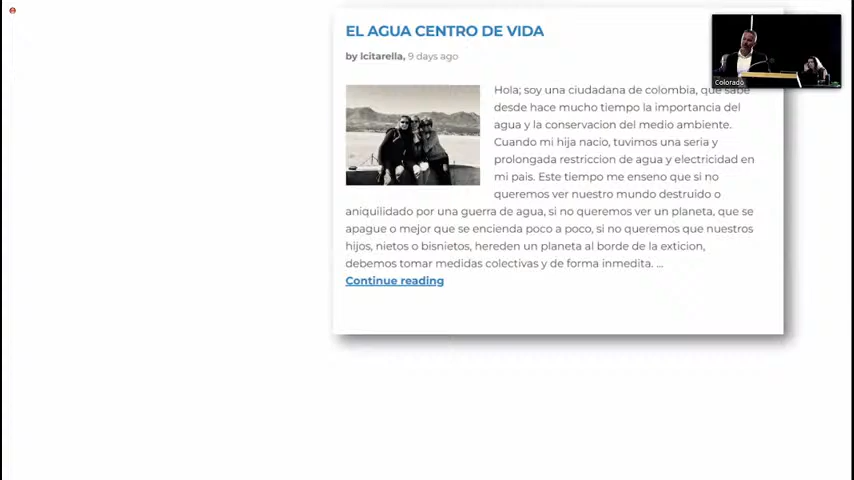 EL AGUA CENTRO DE VIDA
by lcitarella, 9 days ago
Hola; soy una ciudadana de colombia, que sabe
desde hace mucho tiempo la importancia del
agua y la conservacion del medio ambiente.
Cuando mi hija nacio, tuvimos una seria y
prolongada restriccion de agua y electricidad en
mi pais. Este tiempo me enseno que si no
queremos ver nuestro mundo destruido o
aniquilidado por una guerra de agua, si no queremos ver un planeta, que se
apague o mejor que se encienda poco a poco, si no queremos que nuestros
hijos, nietos o bisnietos, hereden un planeta al borde de la exticion,
debemos tomar medidas colectivas y de forma inmedita. ...
Continue reading
Colorado